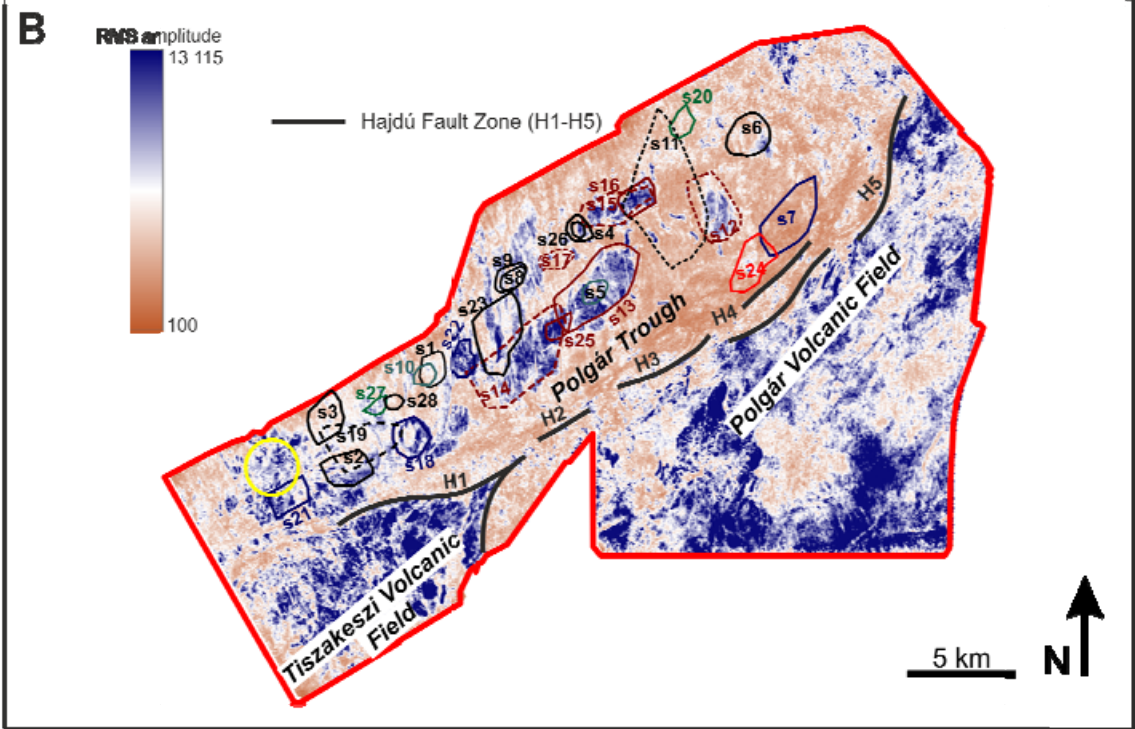 B
RMS amplitude
13 115
100
Hajdú Fault Zone (H1-H5)
s20
s6
s11
s16
s15
s7
s12
s26
s4
s17
s24
s9
s8
s5
s13
s23
s22
s25
s1
s10
s14
s27
s28
s3
s19
s2
s18
s21
H5
H4
H3
H2
H1
Polgár Trough
Polgár Volcanic Field
Tiszakeszi Volcanic
Field
5 km
N